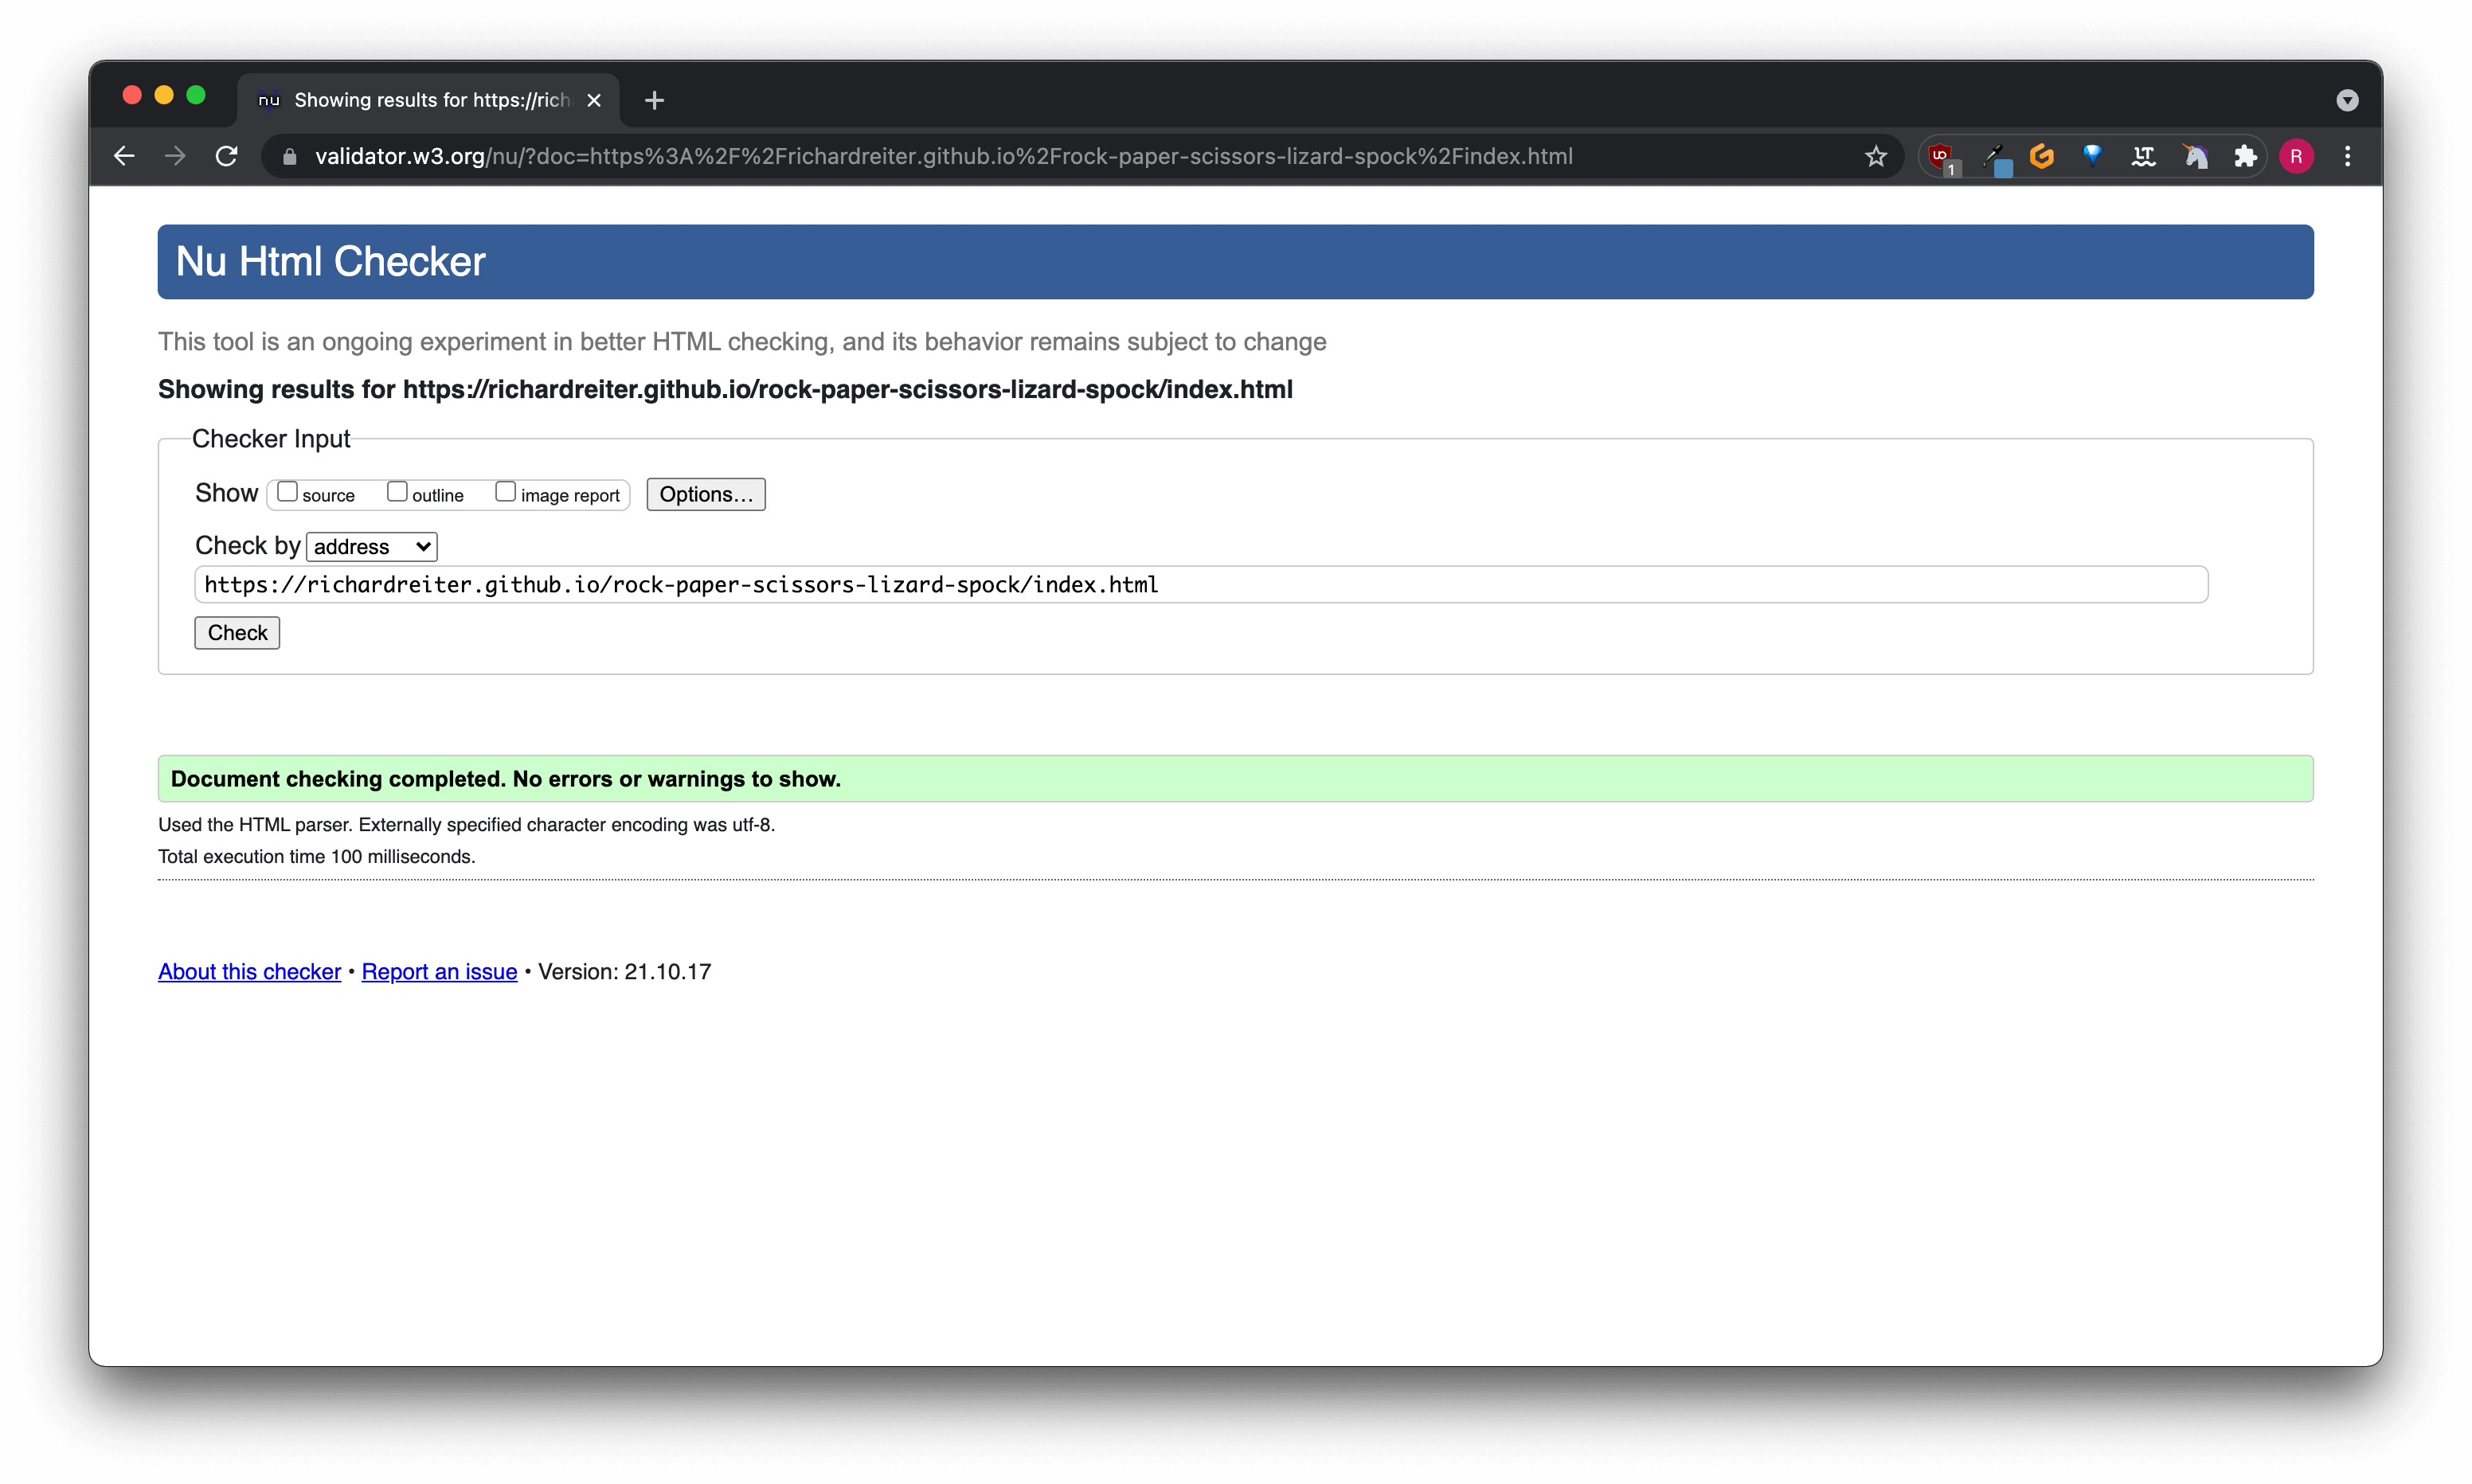 nu Showing results for https://rich
validator.w3.org/nu/?doc=https%3A%2F%2Frichardreiter.github.io%2Frock-paper-scissors-lizard-spock%2Findex.html
1
LT
R
Nu Html Checker
This tool is an ongoing experiment in better HTML checking, and its behavior remains subject to change
Showing results for https://richardreiter.github.io/rock-paper-scissors-lizard-spock/index.html
Checker Input
Show source outline image report Options...
Check by address
https://richardreiter.github.io/rock-paper-scissors-lizard-spock/index.html
Check
Document checking completed. No errors or warnings to show.
Used the HTML parser. Externally specified character encoding was utf-8.
Total execution time 100 milliseconds.
About this checker • Report an issue • Version: 21.10.17